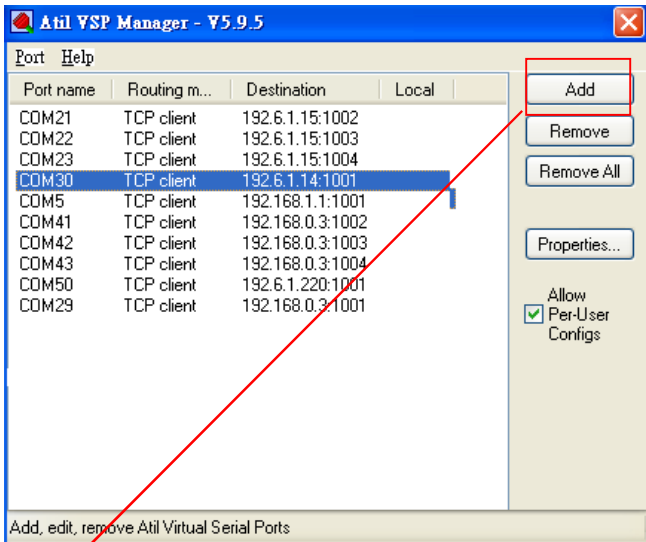 Atil VSP Manager - V5.9.5
Port Help
Port name Routing m... Destination Local
Add
COM21 TCP client 192.6.1.15:1002
COM22 TCP client 192.6.1.15:1003
Remove
COM23 TCP client 192.6.1.15:1004
Remove All
COM30 TCP client 192.6.1.14:1001
COM5 TCP client 192.168.1.1:1001
COM41 TCP client 192.168.0.3:1002
COM42 TCP client 192.168.0.3:1003
Properties...
COM43 TCP client 192.168.0.3:1004
COM50 TCP client 192.6.1.220:1001
COM29 TCP client 192.168.0.3:1001
Allow
Per-User
Configs
Add, edit, remove Atil Virtual Serial Ports